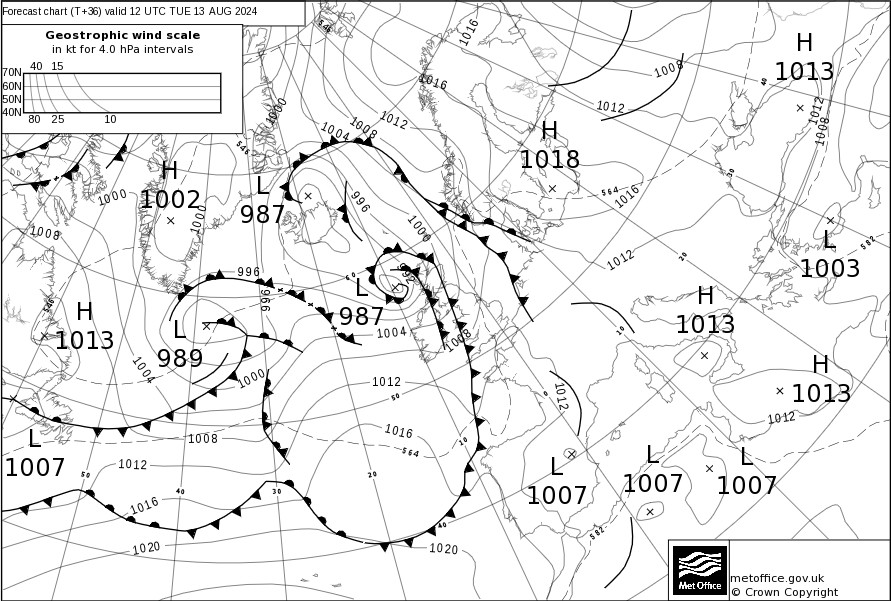 Forecast chart (T+36) valid 12 UTC TUE 13 AUG 2024
Geostrophic wind scale
in kt for 4.0 hPa intervals
40 15
70N
60N
50N
40N
80 25 10
546
1016
1016
1008
1012
H
1013
40
1012
1008
1000
1004
1008
1012
546
H
1018
30
H
1002
1000
1000
L
987
996
1000
564
1016
1008
582
L
1003
1012
20
996
996
60
L
987
992
546
H
1013
L
989
1004
1008
H
1013
10
1004
1000
1012
50
0
1012
H
1013
1012
L
1007
1008
1016
564
10
1012
50
40
30
20
L
1007
L
1007
L
1007
1016
40
582
1020
1020
Met Office
metoffice.gov.uk
© Crown Copyright